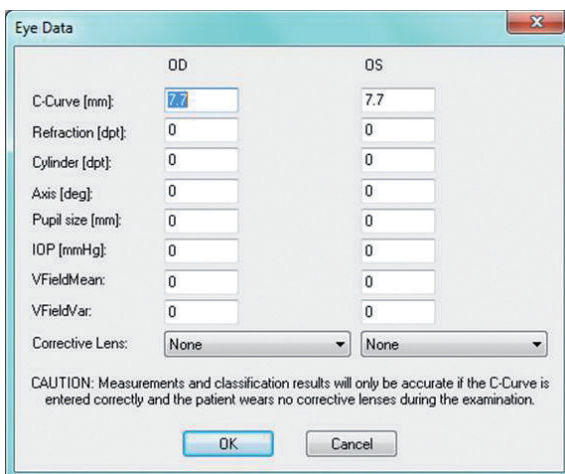 Eye Data
OD OS
C-Curve [mm]: 7.7 7.7
Refraction [dpt]: 0 0
Cylinder [dpt]: 0 0
Axis [deg]: 0 0
Pupil size [mm]: 0 0
IOP [mmHg]: 0 0
VFieldMean: 0 0
VFieldVar: 0 0
Corrective Lens: None None
CAUTION: Measurements and classification results will only be accurate if the C-Curve is
entered correctly and the patient wears no corrective lenses during the examination.
OK Cancel